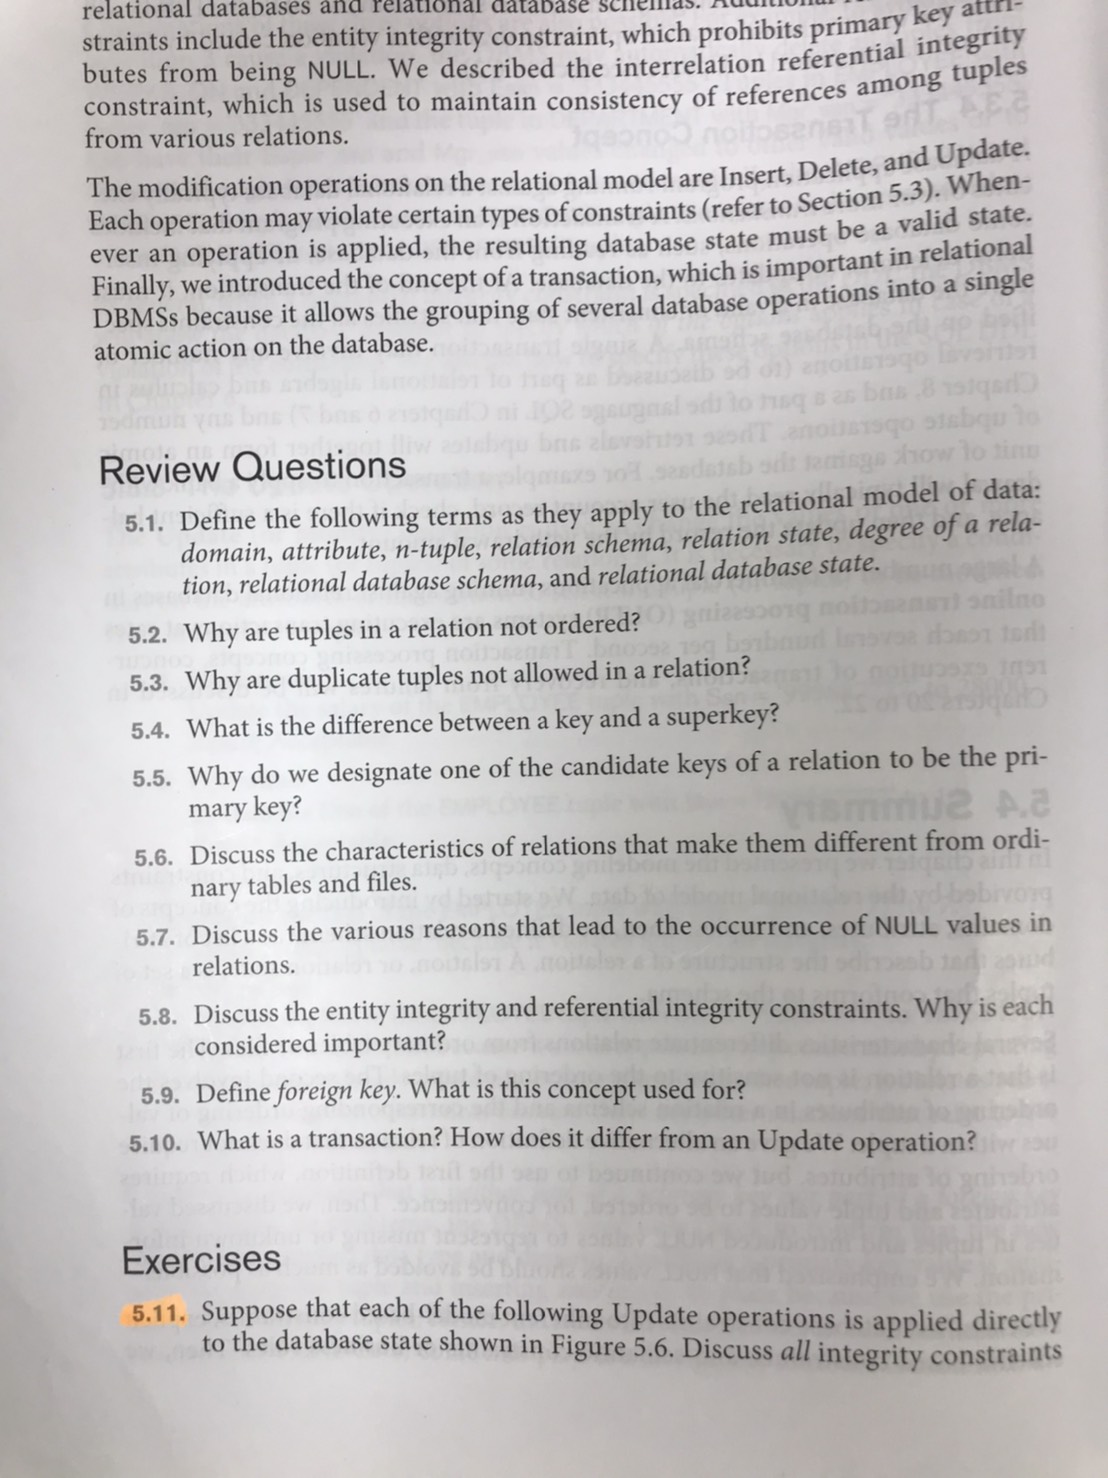 relational databases and relational database schemas.
straints include the entity integrity constraint, which prohibits primary key attri-
butes from being NULL. We described the interrelation referential integrity
constraint, which is used to maintain consistency of references among tuples
from various relations.
The modification operations on the relational model are Insert, Delete, and Update.
Each operation may violate certain types of constraints (refer to Section 5.3). When-
ever an operation is applied, the resulting database state must be a valid state.
Finally, we introduced the concept of a transaction, which is important in relational
DBMSs because it allows the grouping of several database operations into a single
atomic action on the database.
Review Questions
5.1. Define the following terms as they apply to the relational model of data:
domain, attribute, n-tuple, relation schema, relation state, degree of a rela-
tion, relational database schema, and relational database state.
5.2. Why are tuples in a relation not ordered?
5.3. Why are duplicate tuples not allowed in a relation?
5.4. What is the difference between a key and a superkey?
5.5. Why do we designate one of the candidate keys of a relation to be the pri-
mary key?
5.6. Discuss the characteristics of relations that make them different from ordi-
nary tables and files.
5.7. Discuss the various reasons that lead to the occurrence of NULL values in
relations.
5.8. Discuss the entity integrity and referential integrity constraints. Why is each
considered important?
5.9. Define foreign key. What is this concept used for?
5.10. What is a transaction? How does it differ from an Update operation?
Exercises
5.11. Suppose that each of the following Update operations is applied directly
to the database state shown in Figure 5.6. Discuss all integrity constraints